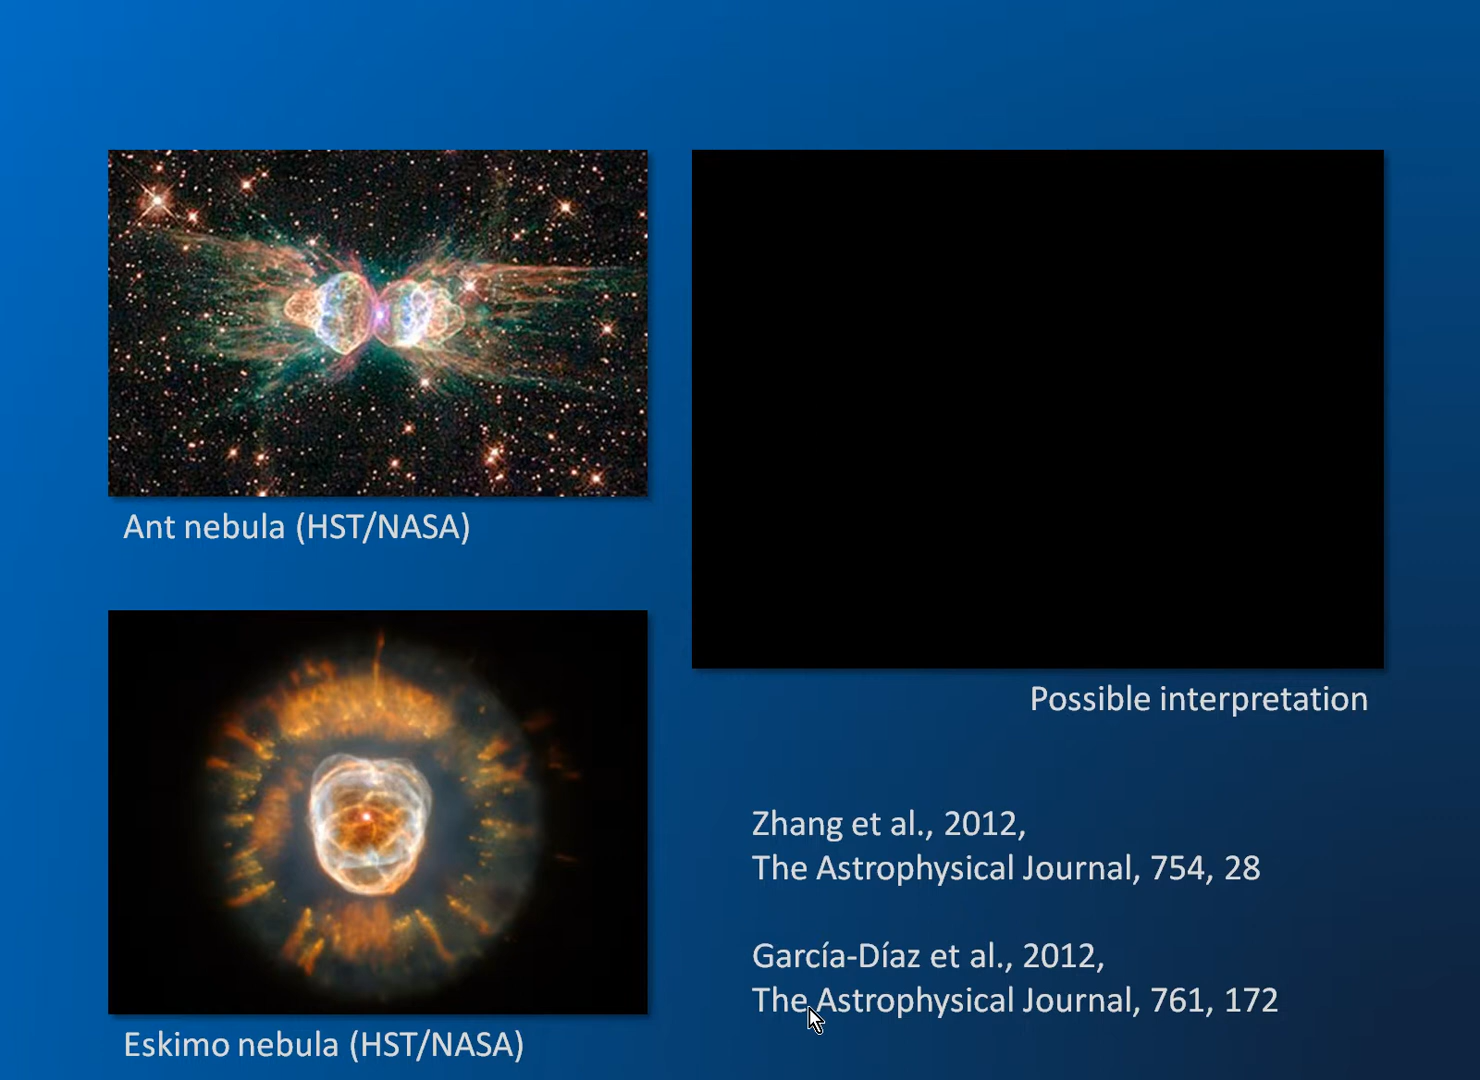 Ant nebula (HST/NASA)
Eskimo nebula (HST/NASA)
Possible interpretation
Zhang et al., 2012,
The Astrophysical Journal, 754, 28
García-Díaz et al., 2012,
The Astrophysical Journal, 761, 172